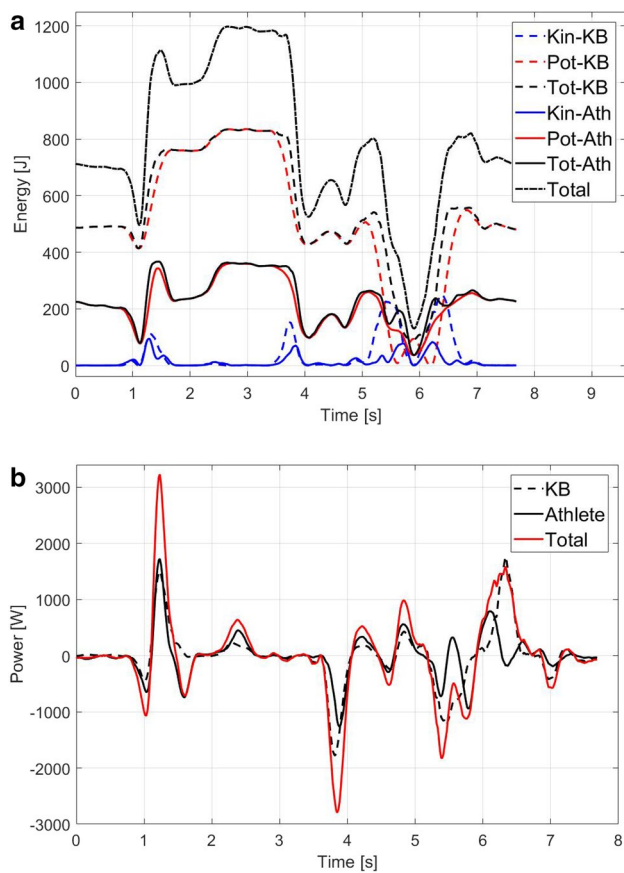 a
1200
1000
800
600
400
200
0
Energy [J]
Kin-KB
Pot-KB
Tot-KB
Kin-Ath
Pot-Ath
Tot-Ath
Total
0 1 2 3 4 5 6 7 8 9
Time [s]
b
3000
2000
1000
0
-1000
-2000
-3000
Power [W]
KB
Athlete
Total
0 1 2 3 4 5 6 7 8
Time [s]